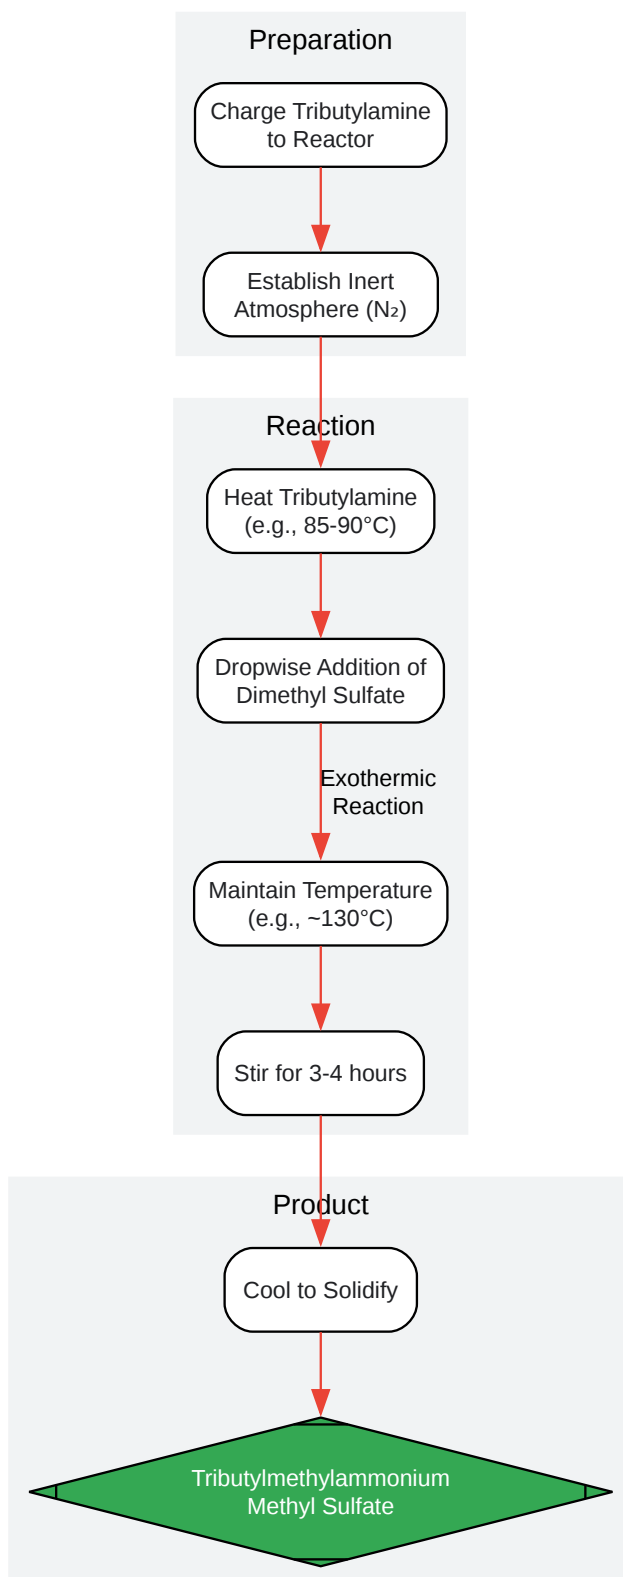 Preparation
Charge Tributylamine
to Reactor
Establish Inert
Atmosphere (N₂)
Reaction
Heat Tributylamine
(e.g., 85-90°C)
Dropwise Addition of
Dimethyl Sulfate
Exothermic
Reaction
Maintain Temperature
(e.g., ~130°C)
Stir for 3-4 hours
Product
Cool to Solidify
Tributylmethylammonium
Methyl Sulfate